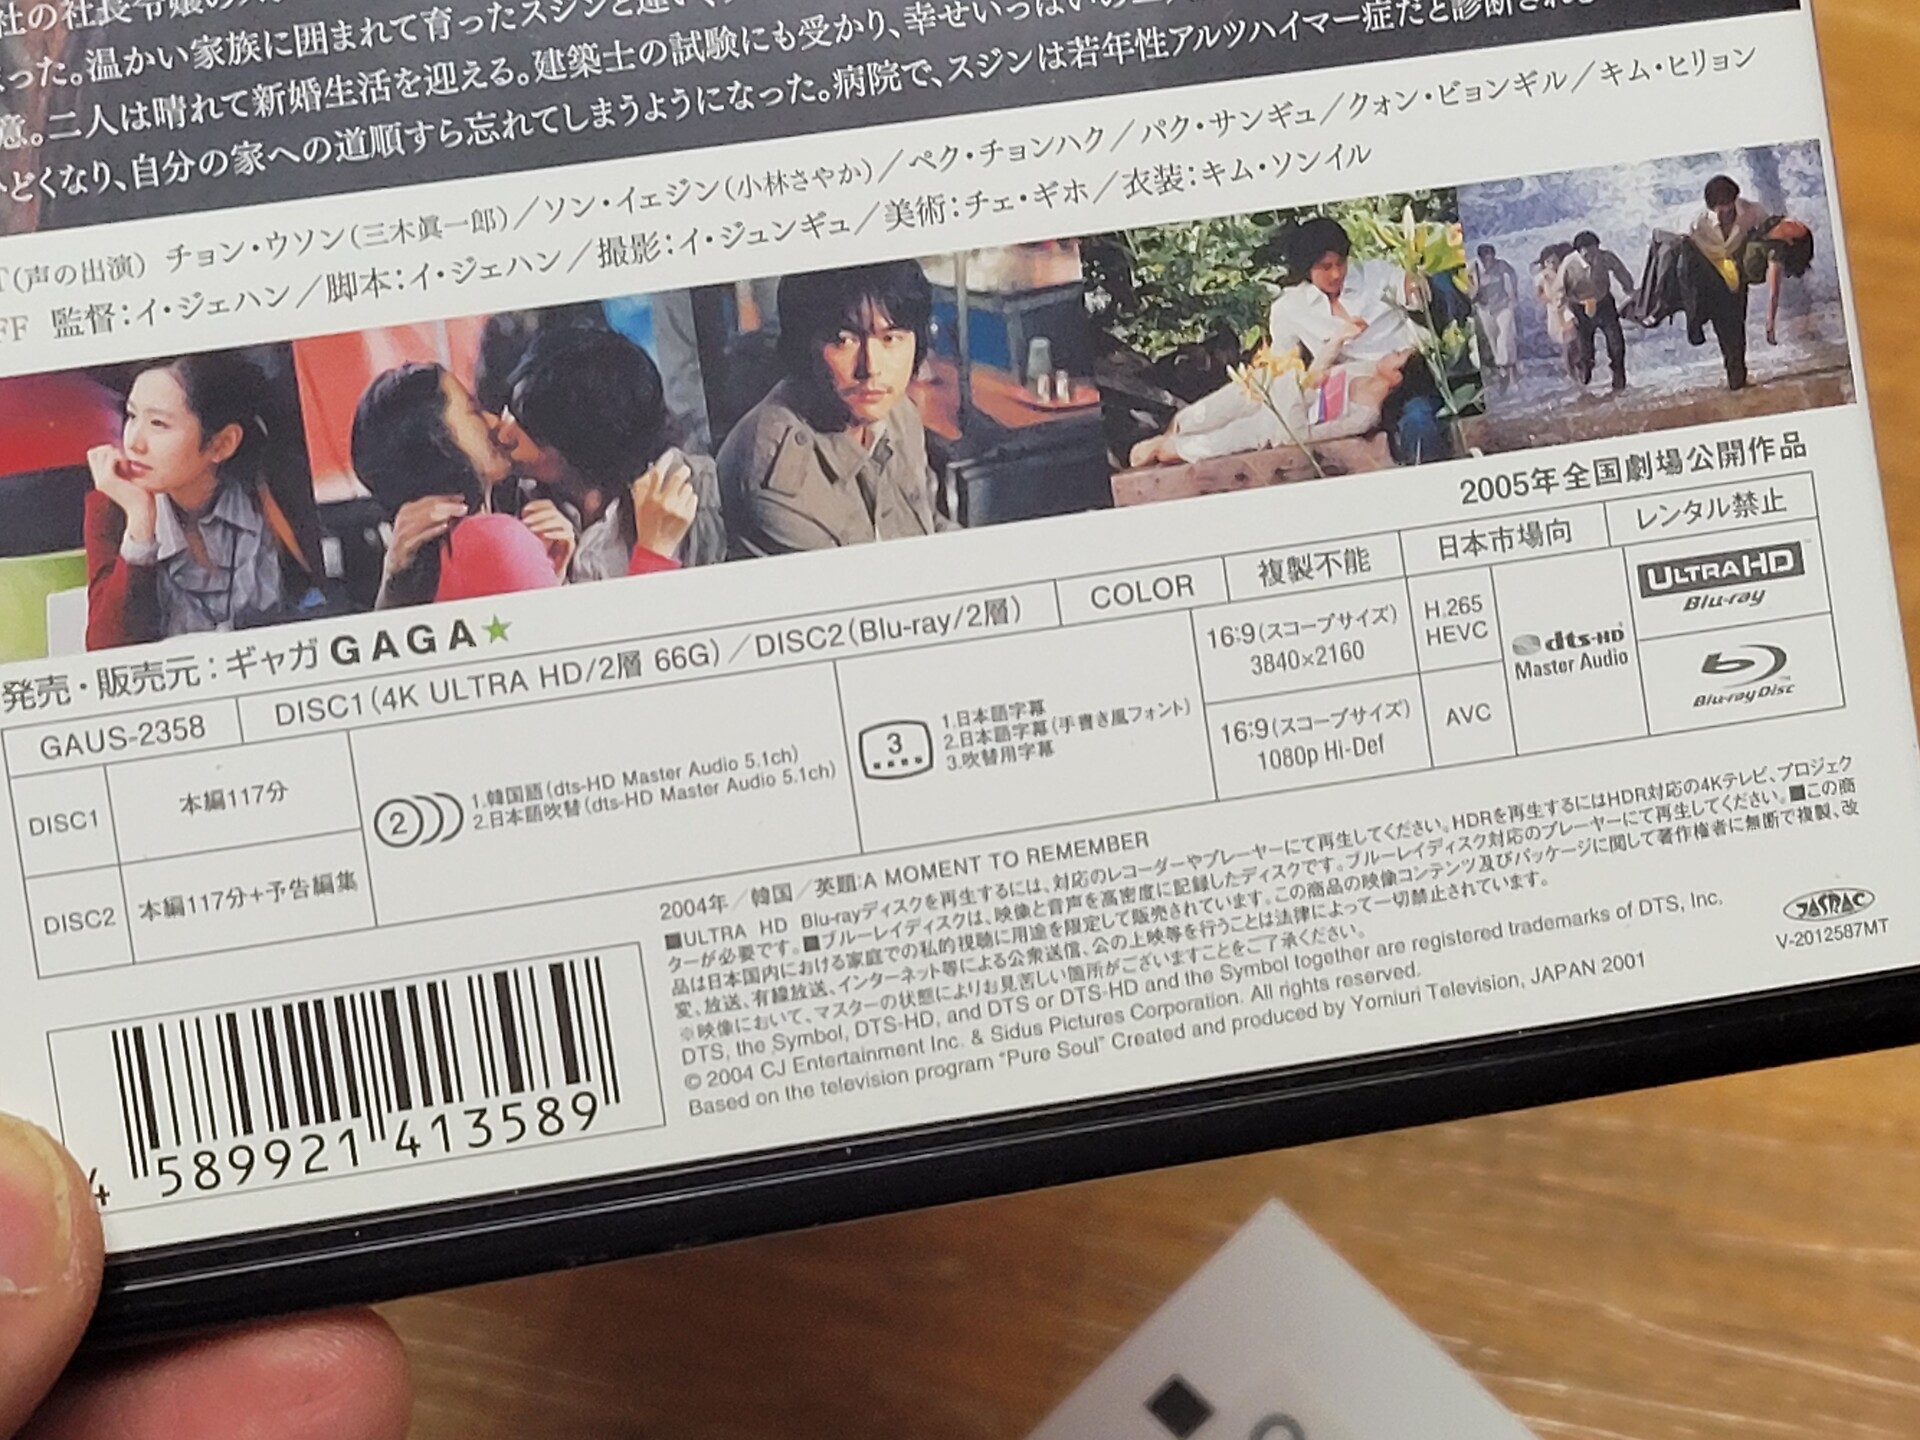 社の社長令嬢のス
った。温かい家族に囲まれて育ったスジンと
意。二人は晴れて新婚生活を迎える。建築士の試験にも受かり、幸せいっぱいの
どくなり、自分の家への道順すら忘れてしまうようになった。病院で、スジンは若年性アルツハイマー症だと診断され
T(声の出演) チョン・ウソン(三木眞一郎)／ソン・イェジン(小林さやか)／ペク・チョンハク／パク・サンギュ／クォン・ビョンギル／キム・ヒリョン
FF 監督:イ・ジェハン／脚本:イ・ジェハン／撮影:イ・ジュンギュ／美術:チェ・ギホ／衣装:キム・ソンイル
2005年全国劇場公開作品
発売・販売元:ギャガ GAGA★
GAUS-2358 DISC1(4K ULTRA HD/2層 66G)／DISC2(Blu-ray/2層) COLOR 複製不能 日本市場向 レンタル禁止
DISC1 本編117分
DISC2 本編117分+予告編集
2 1.韓国語(dts-HD Master Audio 5.1ch)
2.日本語吹替(dts-HD Master Audio 5.1ch)
3 1.日本語字幕
2.日本語字幕(手書き風フォント)
3.吹替用字幕
16:9(スコープサイズ)
3840×2160
16:9(スコープサイズ)
1080p Hi-Def
H.265
HEVC
AVC
dts-HD
Master Audio
ULTRA HD
Blu-ray
Blu-ray Disc
2004年／韓国／英題:A MOMENT TO REMEMBER
■ULTRA HD Blu-rayディスクを再生するには、対応のレコーダーやプレーヤーにて再生してください。HDRを再生するにはHDR対応の4Kテレビ、プロジェク
ターが必要です。■ブルーレイディスクは、映像と音声を高密度に記録したディスクです。ブルーレイディスク対応のプレーヤーにて再生してください。■この商
品は日本国内における家庭での私的視聴に用途を限定して販売されています。この商品の映像コンテンツ及びパッケージに関して著作権者に無断で複製、改
変、放送、有線放送、インターネット等による公衆送信、公の上映等を行うことは法律によって一切禁止されています。
※映像において、マスターの状態によりお見苦しい箇所がございますことをご了承ください。
DTS, the Symbol, DTS-HD, and DTS or DTS-HD and the Symbol together are registered trademarks of DTS, Inc.
© 2004 CJ Entertainment Inc. & Sidus Pictures Corporation. All rights reserved.
Based on the television program "Pure Soul" Created and produced by Yomiuri Television, JAPAN 2001
JASRAC
V-2012587MT
4 589921 413589